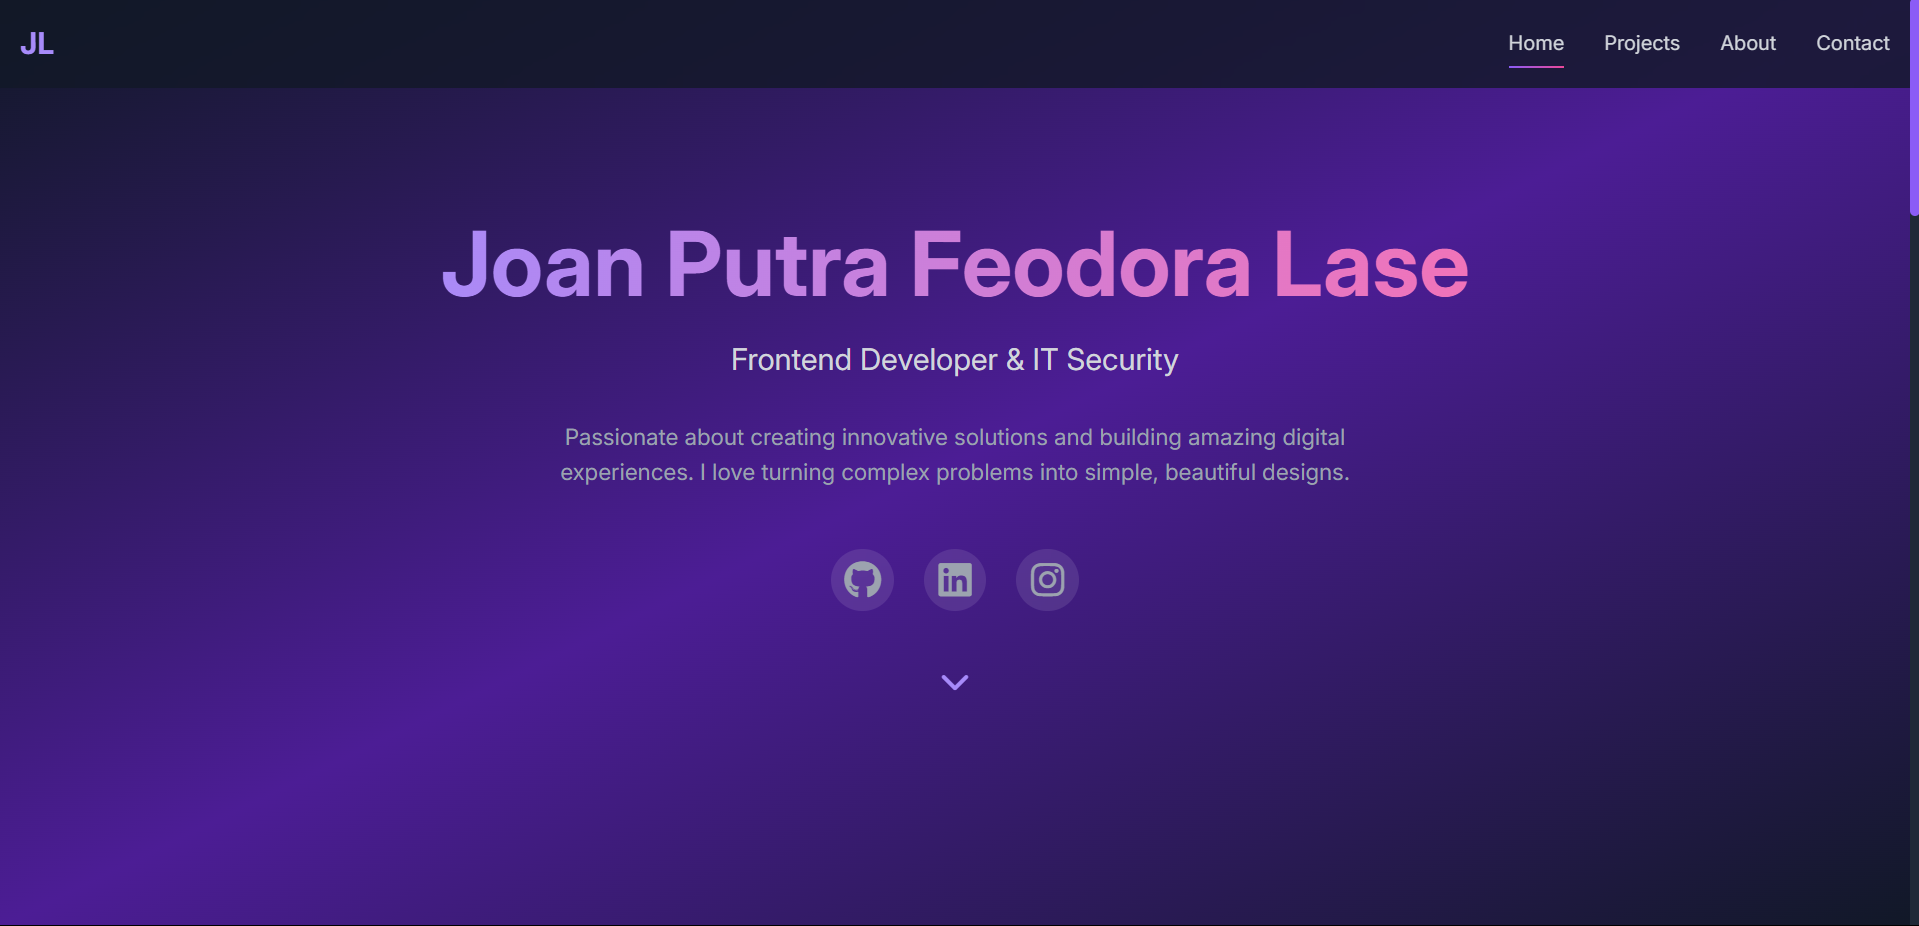 JL
Home Projects About Contact
Joan Putra Feodora Lase
Frontend Developer & IT Security
Passionate about creating innovative solutions and building amazing digital
experiences. I love turning complex problems into simple, beautiful designs.
in